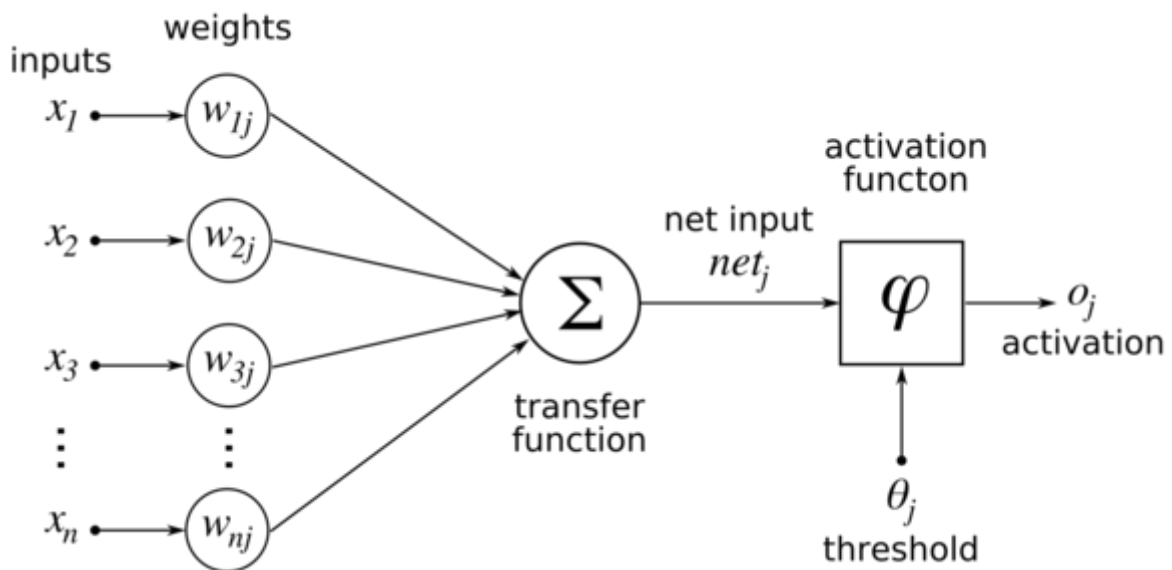 weights
inputs
x₁
w₁ⱼ
x₂
w₂ⱼ
x₃
w₃ⱼ
⋮
⋮
xₙ
wₙⱼ
Σ
transfer
function
net input
netⱼ
activation
functon
φ
oⱼ
activation
θⱼ
threshold